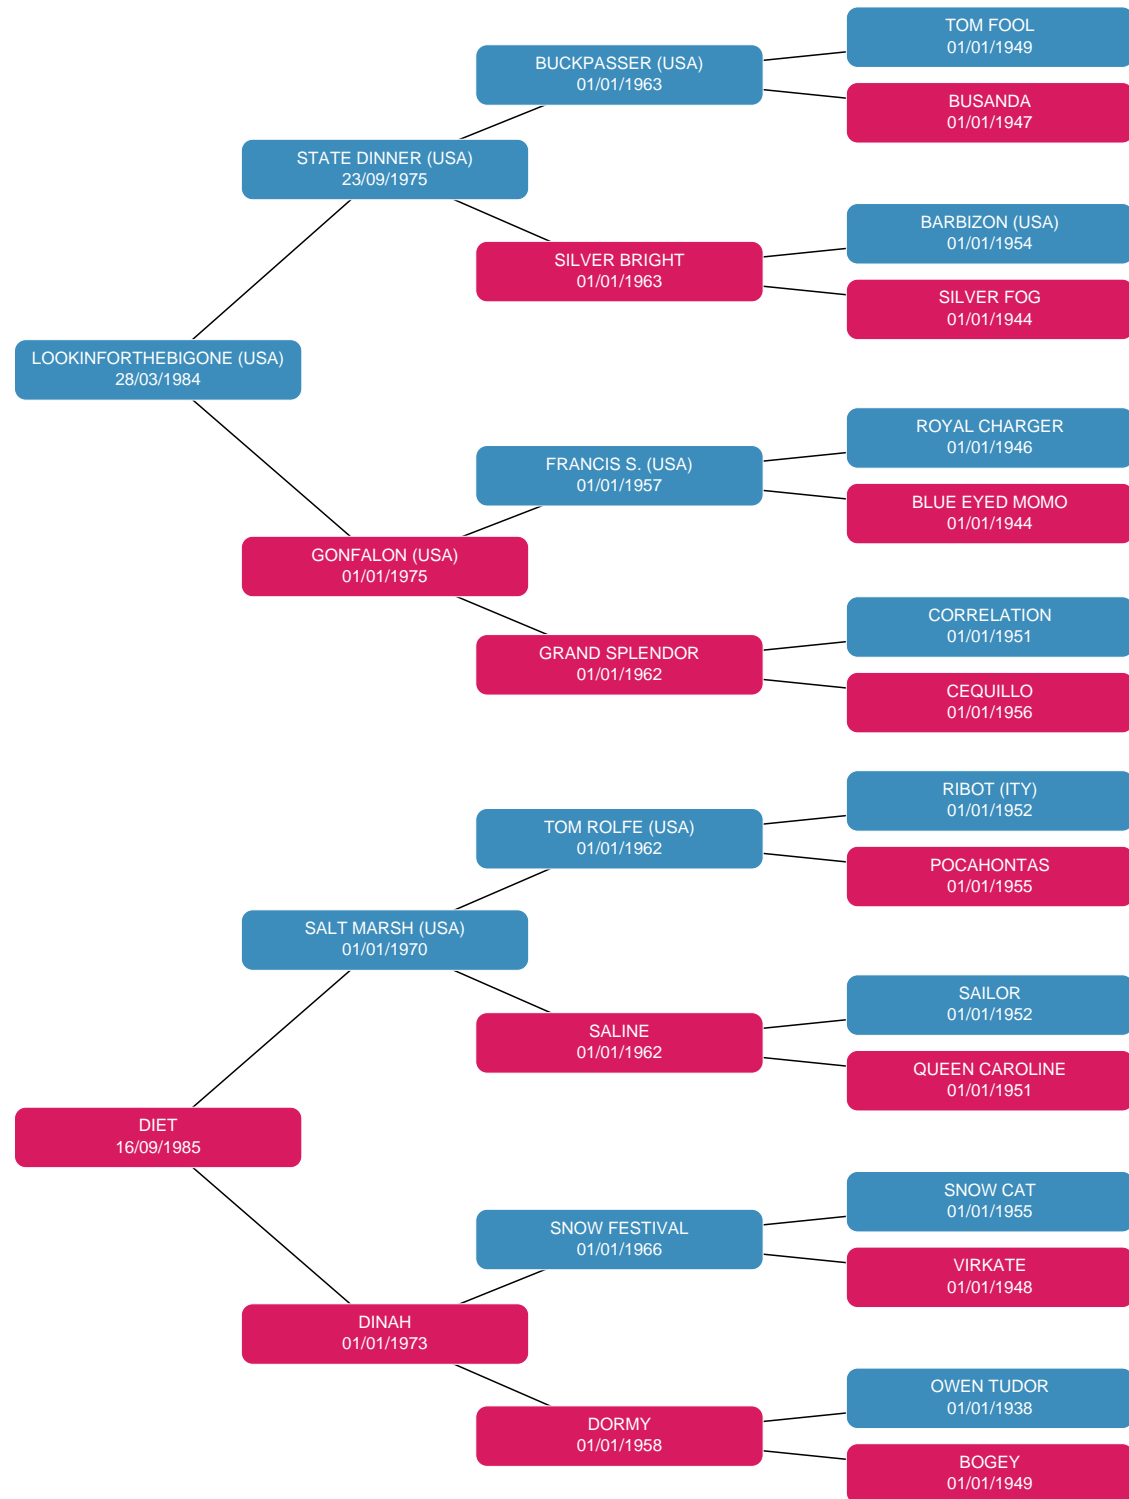 TOM FOOL
01/01/1949
BUCKPASSER (USA)
01/01/1963
BUSANDA
01/01/1947
STATE DINNER (USA)
23/09/1975
BARBIZON (USA)
01/01/1954
SILVER BRIGHT
01/01/1963
SILVER FOG
01/01/1944
LOOKINFORTHEBIGONE (USA)
28/03/1984
ROYAL CHARGER
01/01/1946
FRANCIS S. (USA)
01/01/1957
BLUE EYED MOMO
01/01/1944
GONFALON (USA)
01/01/1975
CORRELATION
01/01/1951
GRAND SPLENDOR
01/01/1962
CEQUILLO
01/01/1956
RIBOT (ITY)
01/01/1952
TOM ROLFE (USA)
01/01/1962
POCAHONTAS
01/01/1955
SALT MARSH (USA)
01/01/1970
SAILOR
01/01/1952
SALINE
01/01/1962
QUEEN CAROLINE
01/01/1951
DIET
16/09/1985
SNOW CAT
01/01/1955
SNOW FESTIVAL
01/01/1966
VIRKATE
01/01/1948
DINAH
01/01/1973
OWEN TUDOR
01/01/1938
DORMY
01/01/1958
BOGEY
01/01/1949